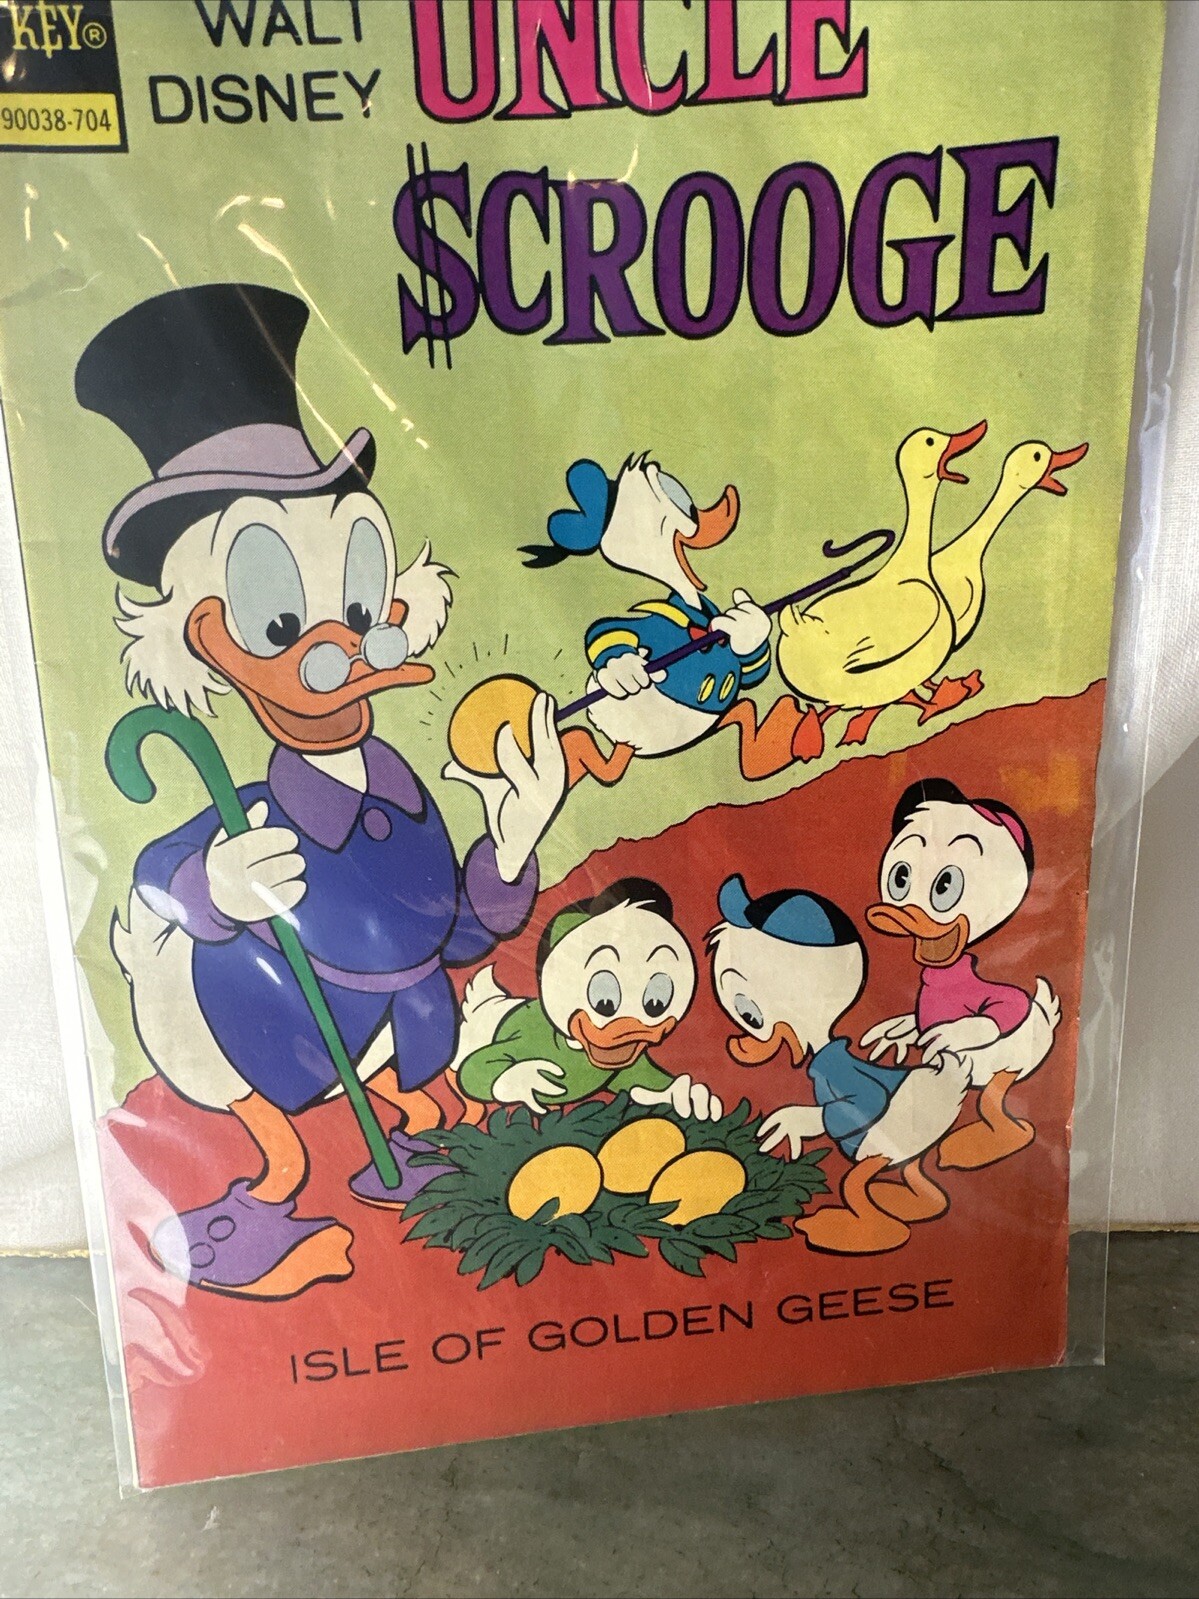 KEY®
90038-704
WALT
DISNEY
UNCLE
$CROOGE
ISLE OF GOLDEN GEESE